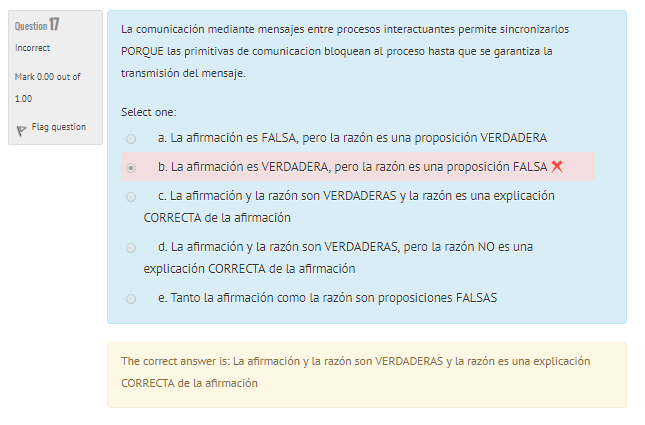 Question 17
Incorrect
Mark 0.00 out of
1.00
Flag question
La comunicación mediante mensajes entre procesos interactuantes permite sincronizarlos
PORQUE las primitivas de comunicacion bloquean al proceso hasta que se garantiza la
transmisión del mensaje.
Select one:
a. La afirmación es FALSA, pero la razón es una proposición VERDADERA
b. La afirmación es VERDADERA, pero la razón es una proposición FALSA
c. La afirmación y la razón son VERDADERAS y la razón es una explicación
CORRECTA de la afirmación
d. La afirmación y la razón son VERDADERAS, pero la razón NO es una
explicación CORRECTA de la afirmación
e. Tanto la afirmación como la razón son proposiciones FALSAS
The correct answer is: La afirmación y la razón son VERDADERAS y la razón es una explicación
CORRECTA de la afirmación